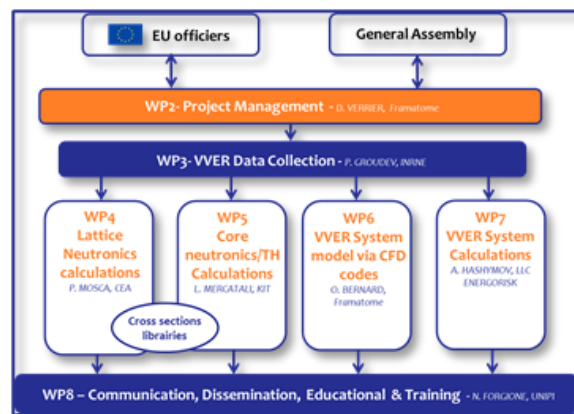 EU officiers
General Assembly
WP2- Project Management - D. VERRIER, Framatome
WP3- VVER Data Collection - P. GROUDEV, INRNE
WP4
Lattice
Neutronics
calculations
P. MOSCA, CEA
WP5
Core
neutronics/TH
Calculations
L. MERCATALI, KIT
WP6
VVER System
model via CFD
codes
O. BERNARD,
Framatome
WP7
VVER System
Calculations
A. HASHYMOV, LLC
ENERGORISK
Cross sections
librairies
WP8 – Communication, Dissemination, Educational & Training - N. FORGIONE, UNIPI